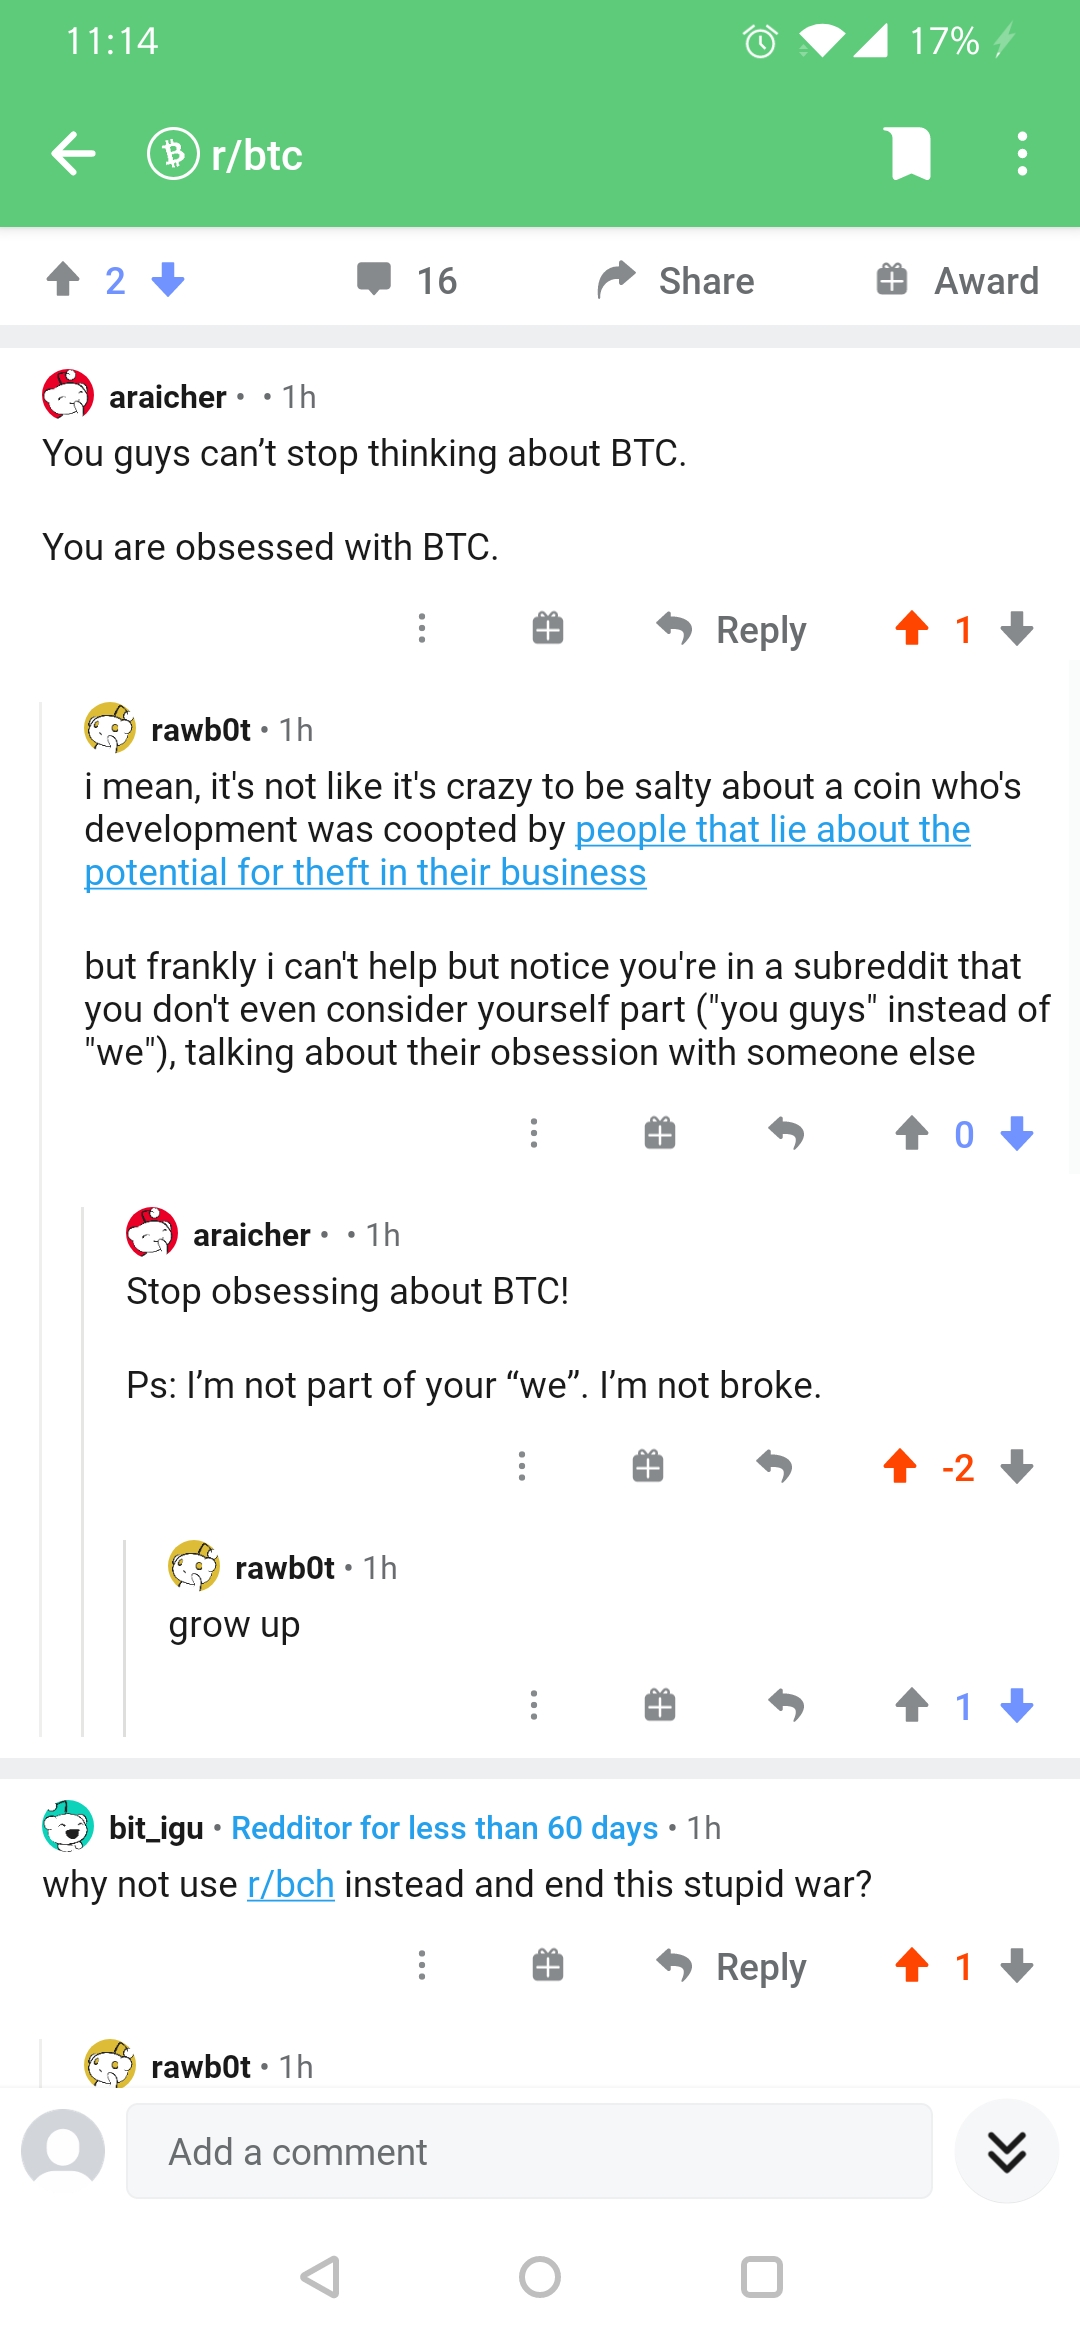 11:14
17%
r/btc
2
16
Share
Award
araicher • • 1h
You guys can’t stop thinking about BTC.
You are obsessed with BTC.
Reply
1
rawb0t • 1h
i mean, it's not like it's crazy to be salty about a coin who's
development was coopted by people that lie about the
potential for theft in their business
but frankly i can't help but notice you're in a subreddit that
you don't even consider yourself part ("you guys" instead of
"we"), talking about their obsession with someone else
0
araicher • • 1h
Stop obsessing about BTC!
Ps: I’m not part of your “we”. I’m not broke.
-2
rawb0t • 1h
grow up
1
bit_igu • Redditor for less than 60 days • 1h
why not use r/bch instead and end this stupid war?
Reply
1
rawb0t • 1h
Add a comment